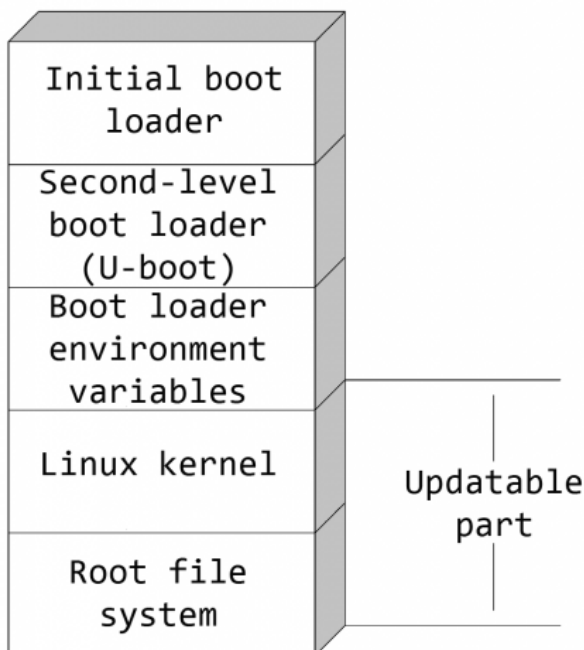 Initial boot
loader
Second-level
boot loader
(U-boot)
Boot loader
environment
variables
Linux kernel
Updatable
part
Root file
system